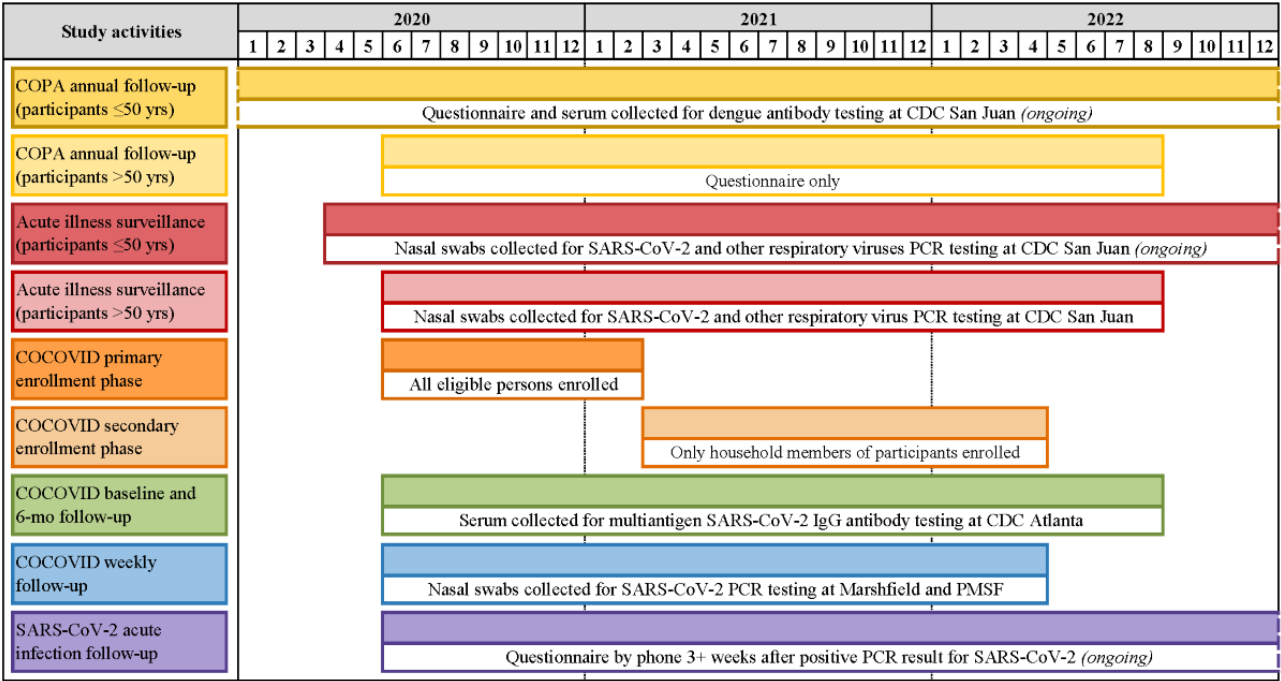 Study activities
2020
2021
2022
1 2 3 4 5 6 7 8 9 10 11 12 1 2 3 4 5 6 7 8 9 10 11 12 1 2 3 4 5 6 7 8 9 10 11 12
COPA annual follow-up
(participants ≤50 yrs)
Questionnaire and serum collected for dengue antibody testing at CDC San Juan (ongoing)
COPA annual follow-up
(participants >50 yrs)
Questionnaire only
Acute illness surveillance
(participants ≤50 yrs)
Nasal swabs collected for SARS-CoV-2 and other respiratory viruses PCR testing at CDC San Juan (ongoing)
Acute illness surveillance
(participants >50 yrs)
Nasal swabs collected for SARS-CoV-2 and other respiratory virus PCR testing at CDC San Juan
COCOVID primary
enrollment phase
All eligible persons enrolled
COCOVID secondary
enrollment phase
Only household members of participants enrolled
COCOVID baseline and
6-mo follow-up
Serum collected for multiantigen SARS-CoV-2 IgG antibody testing at CDC Atlanta
COCOVID weekly
follow-up
Nasal swabs collected for SARS-CoV-2 PCR testing at Marshfield and PMSF
SARS-CoV-2 acute
infection follow-up
Questionnaire by phone 3+ weeks after positive PCR result for SARS-CoV-2 (ongoing)